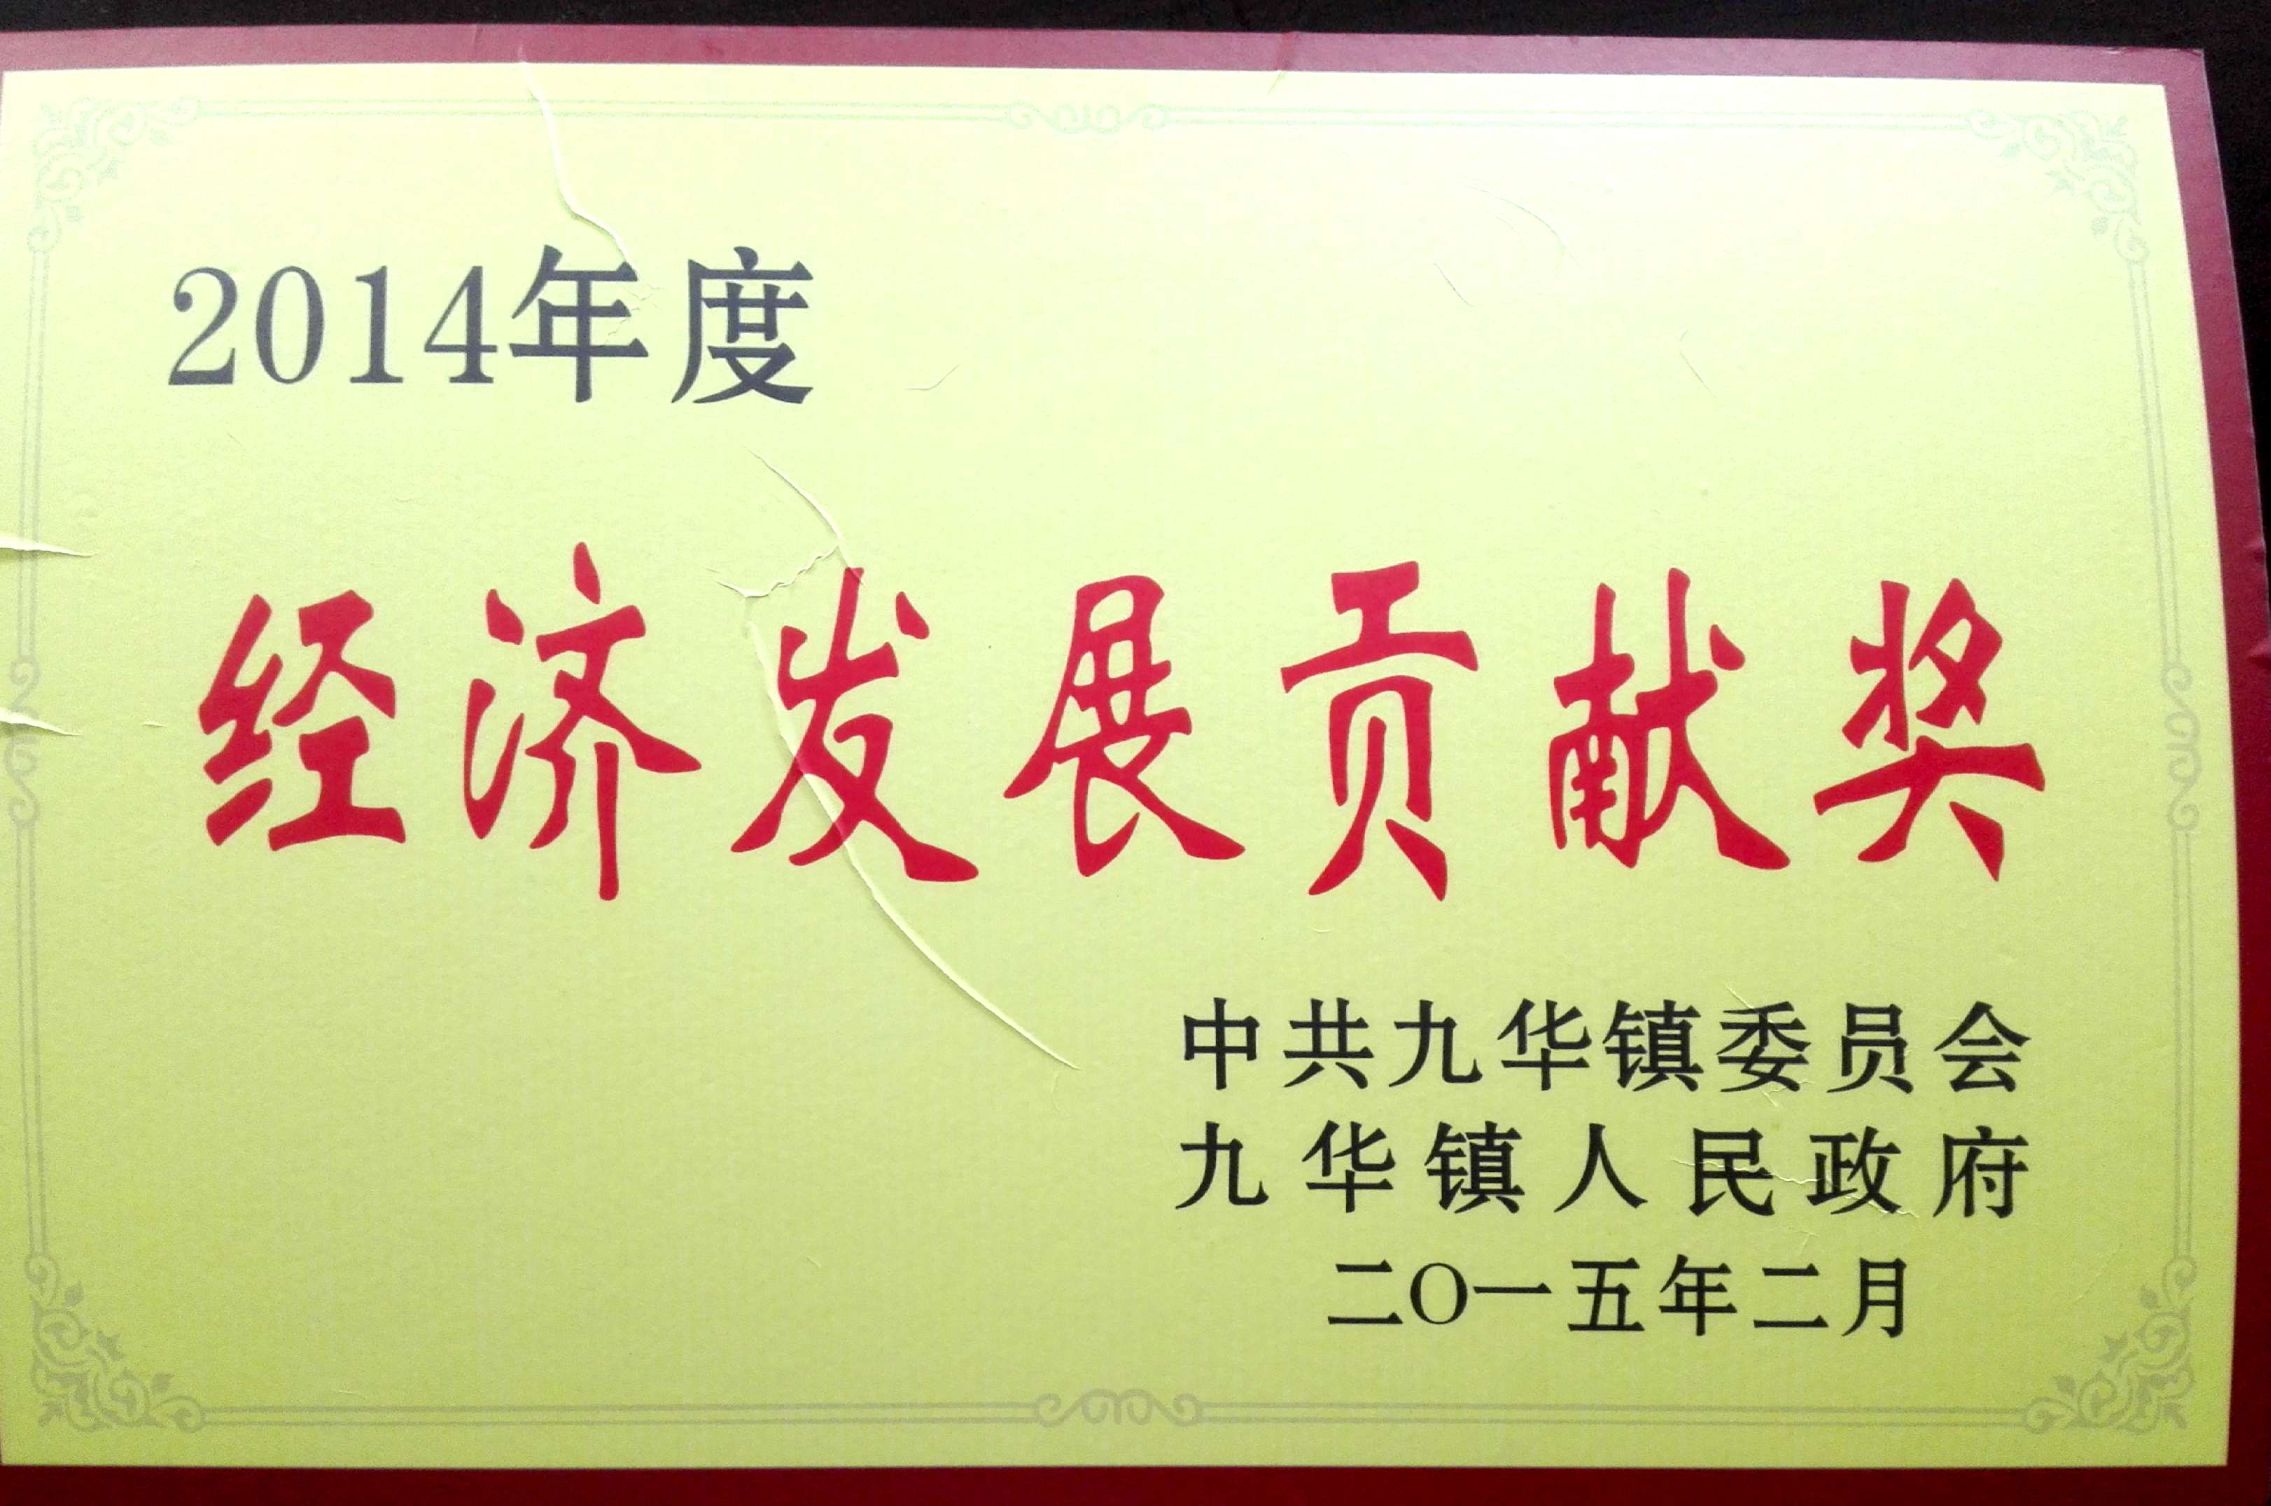 2014年度
经济发展贡献奖
中共九华镇委员会
九华镇人民政府
二〇一五年二月